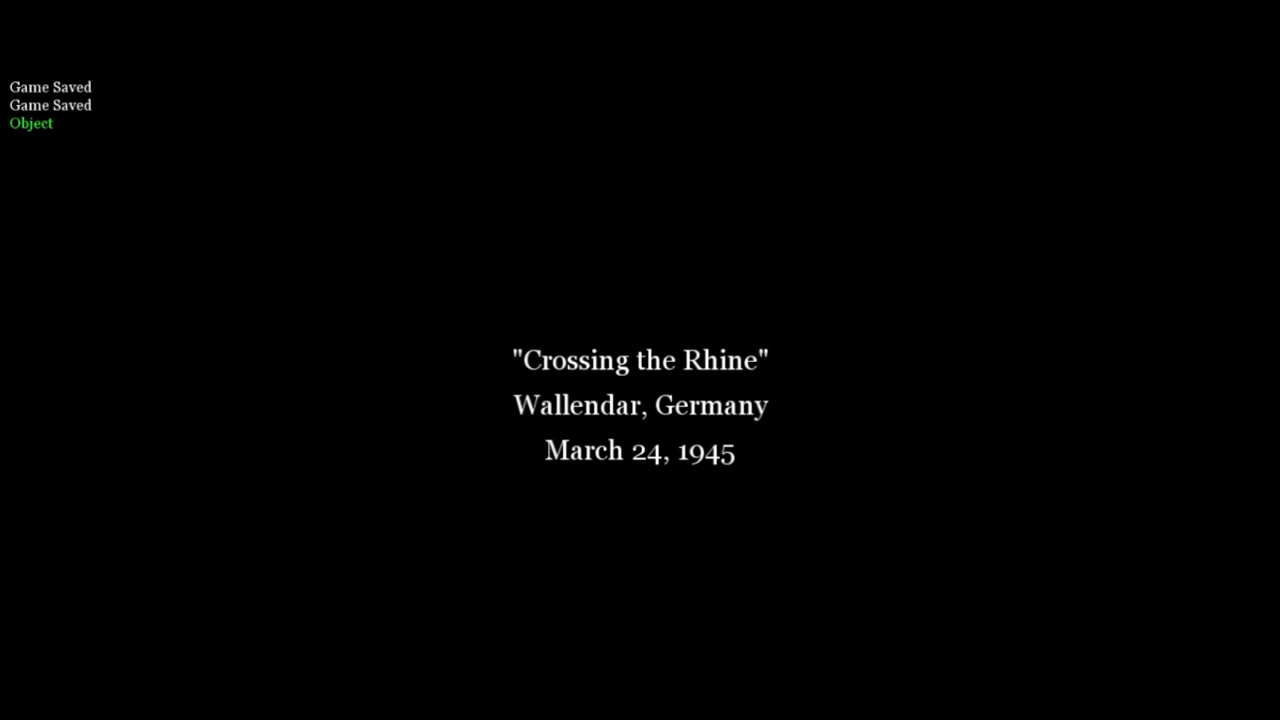 Game Saved
Game Saved
Object
"Crossing the Rhine"
Wallendar, Germany
March 24, 1945